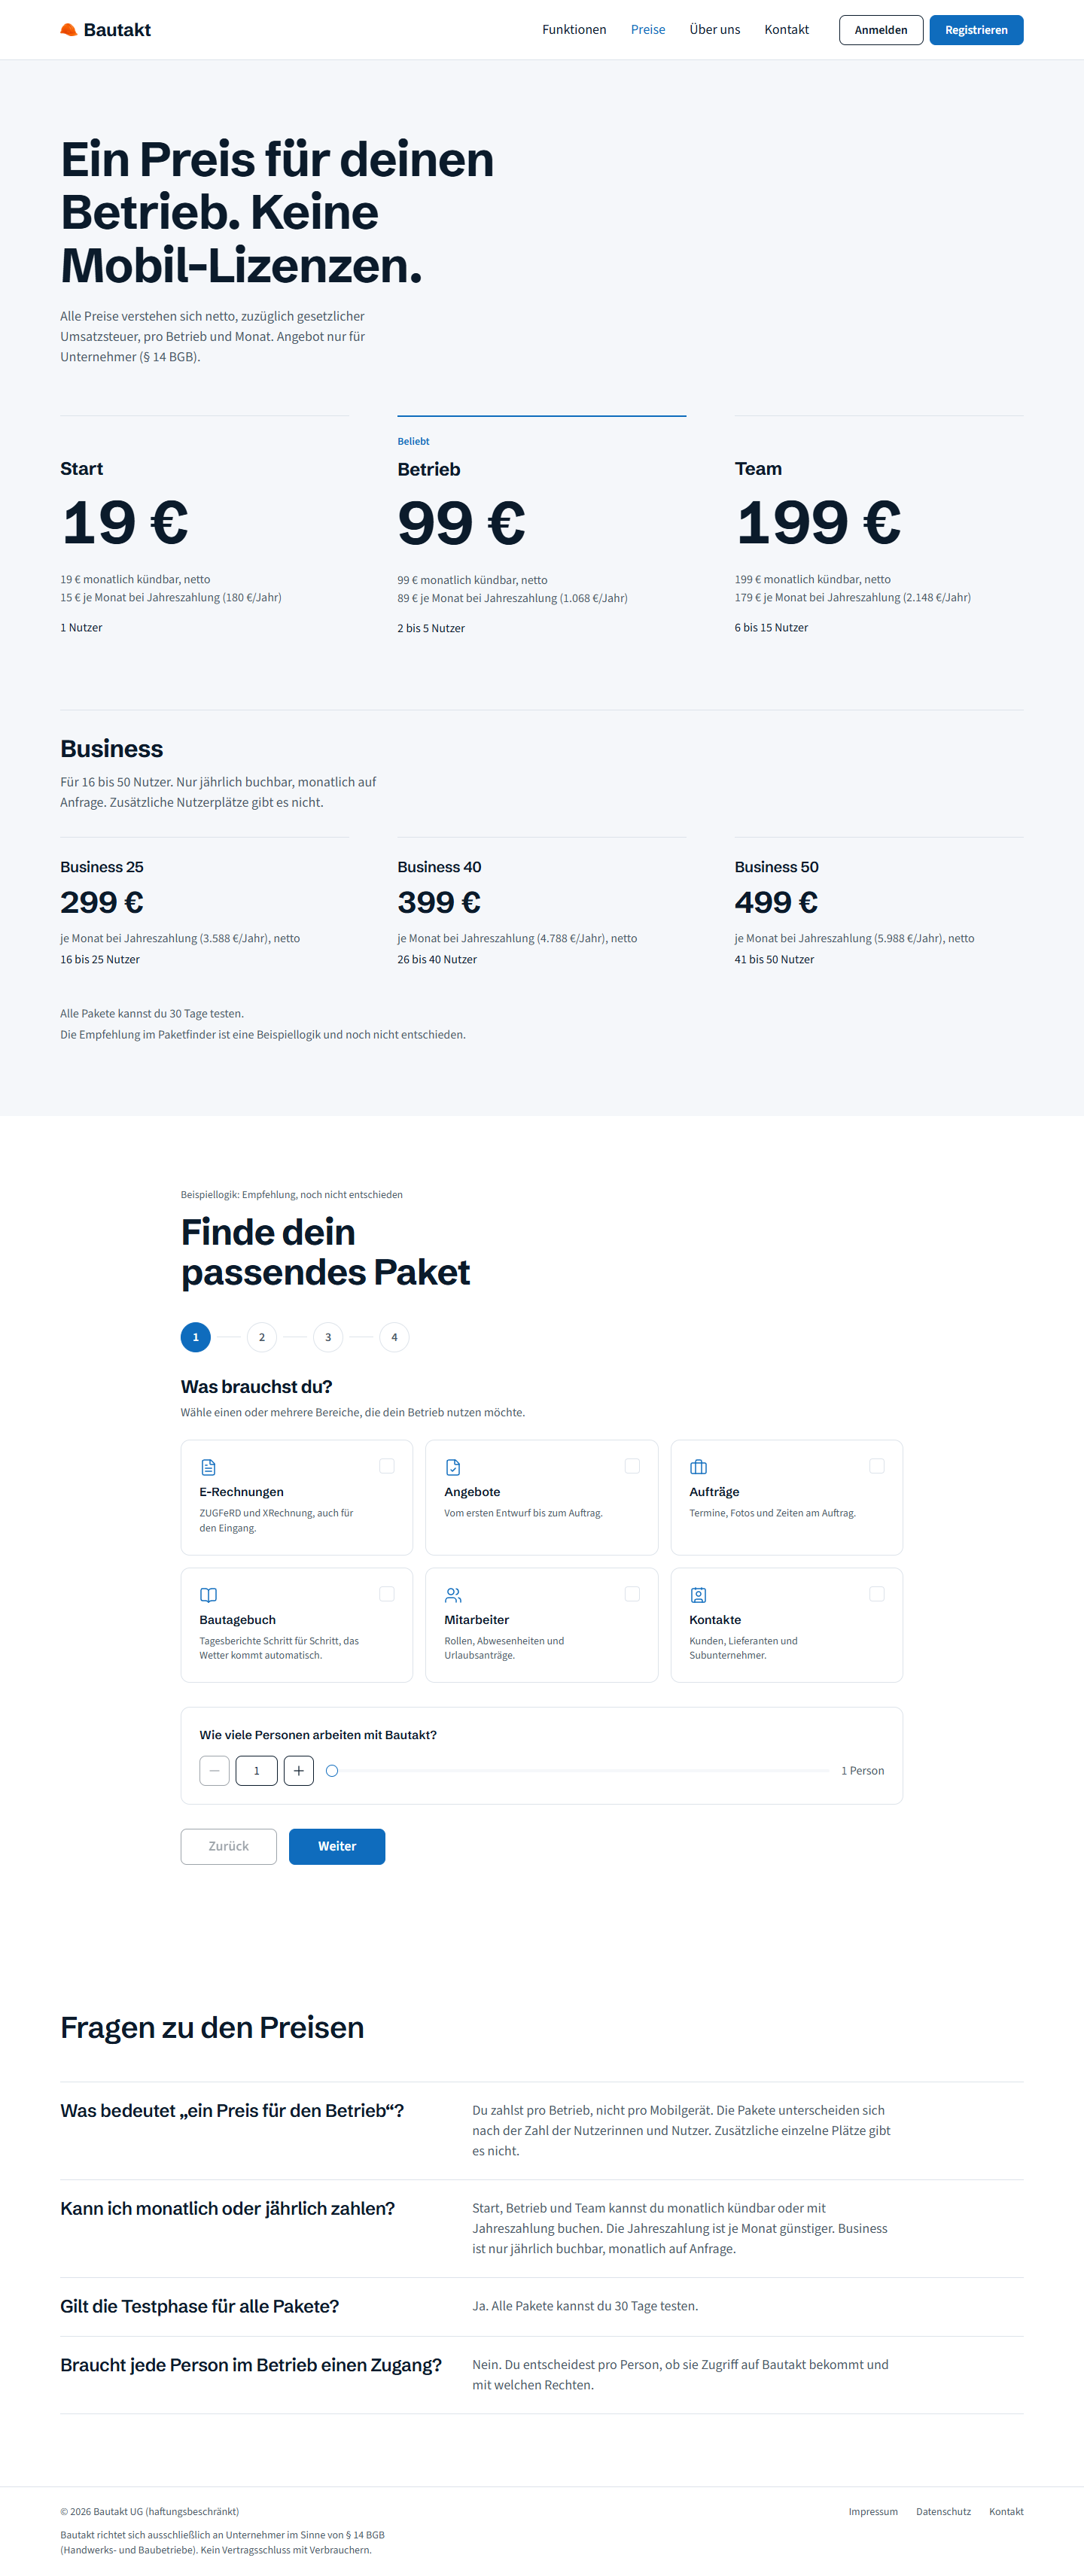 Bautakt
Funktionen
Preise
Über uns
Kontakt
Anmelden
Registrieren
Ein Preis für deinen
Betrieb. Keine
Mobil-Lizenzen.
Alle Preise verstehen sich netto, zuzüglich gesetzlicher
Umsatzsteuer, pro Betrieb und Monat. Angebot nur für
Unternehmer (§ 14 BGB).
Start
19 €
19 € monatlich kündbar, netto
15 € je Monat bei Jahreszahlung (180 €/Jahr)
1 Nutzer
Beliebt
Betrieb
99 €
99 € monatlich kündbar, netto
89 € je Monat bei Jahreszahlung (1.068 €/Jahr)
2 bis 5 Nutzer
Team
199 €
199 € monatlich kündbar, netto
179 € je Monat bei Jahreszahlung (2.148 €/Jahr)
6 bis 15 Nutzer
Business
Für 16 bis 50 Nutzer. Nur jährlich buchbar, monatlich auf
Anfrage. Zusätzliche Nutzerplätze gibt es nicht.
Business 25
299 €
je Monat bei Jahreszahlung (3.588 €/Jahr), netto
16 bis 25 Nutzer
Business 40
399 €
je Monat bei Jahreszahlung (4.788 €/Jahr), netto
26 bis 40 Nutzer
Business 50
499 €
je Monat bei Jahreszahlung (5.988 €/Jahr), netto
41 bis 50 Nutzer
Alle Pakete kannst du 30 Tage testen.
Die Empfehlung im Paketfinder ist eine Beispiellogik und noch nicht entschieden.
Beispiellogik: Empfehlung, noch nicht entschieden
Finde dein
passendes Paket
1
2
3
4
Was brauchst du?
Wähle einen oder mehrere Bereiche, die dein Betrieb nutzen möchte.
E-Rechnungen
ZUGFeRD und XRechnung, auch für
den Eingang.
Angebote
Vom ersten Entwurf bis zum Auftrag.
Aufträge
Termine, Fotos und Zeiten am Auftrag.
Bautagebuch
Tagesberichte Schritt für Schritt, das
Wetter kommt automatisch.
Mitarbeiter
Rollen, Abwesenheiten und
Urlaubsanträge.
Kontakte
Kunden, Lieferanten und
Subunternehmer.
Wie viele Personen arbeiten mit Bautakt?
1
1 Person
Zurück
Weiter
Fragen zu den Preisen
Was bedeutet „ein Preis für den Betrieb“?
Du zahlst pro Betrieb, nicht pro Mobilgerät. Die Pakete unterscheiden sich
nach der Zahl der Nutzerinnen und Nutzer. Zusätzliche einzelne Plätze gibt
es nicht.
Kann ich monatlich oder jährlich zahlen?
Start, Betrieb und Team kannst du monatlich kündbar oder mit
Jahreszahlung buchen. Die Jahreszahlung ist je Monat günstiger. Business
ist nur jährlich buchbar, monatlich auf Anfrage.
Gilt die Testphase für alle Pakete?
Ja. Alle Pakete kannst du 30 Tage testen.
Braucht jede Person im Betrieb einen Zugang?
Nein. Du entscheidest pro Person, ob sie Zugriff auf Bautakt bekommt und
mit welchen Rechten.
© 2026 Bautakt UG (haftungsbeschränkt)
Impressum
Datenschutz
Kontakt
Bautakt richtet sich ausschließlich an Unternehmer im Sinne von § 14 BGB
(Handwerks- und Baubetriebe). Kein Vertragsschluss mit Verbrauchern.